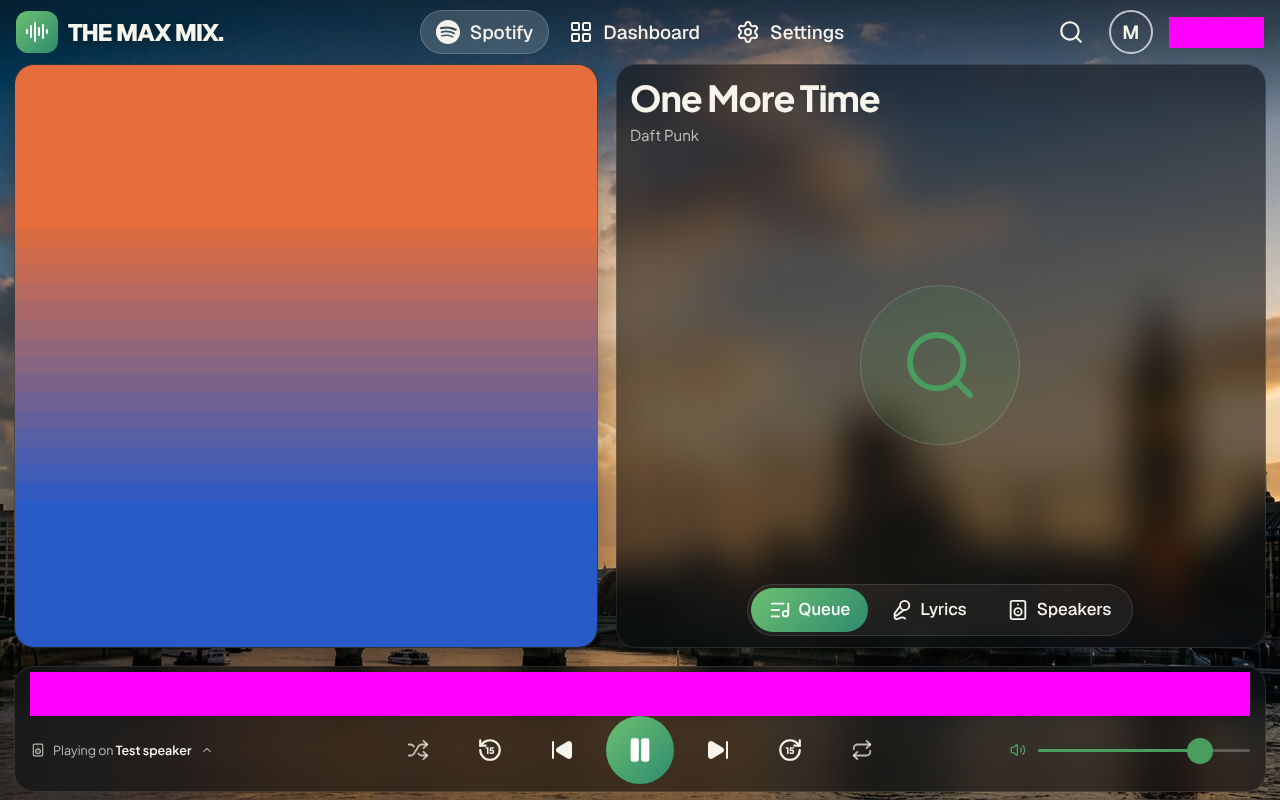 THE MAX MIX.
Spotify
Dashboard
Settings
M
One More Time
Daft Punk
Queue
Lyrics
Speakers
Playing on Test speaker
15
15